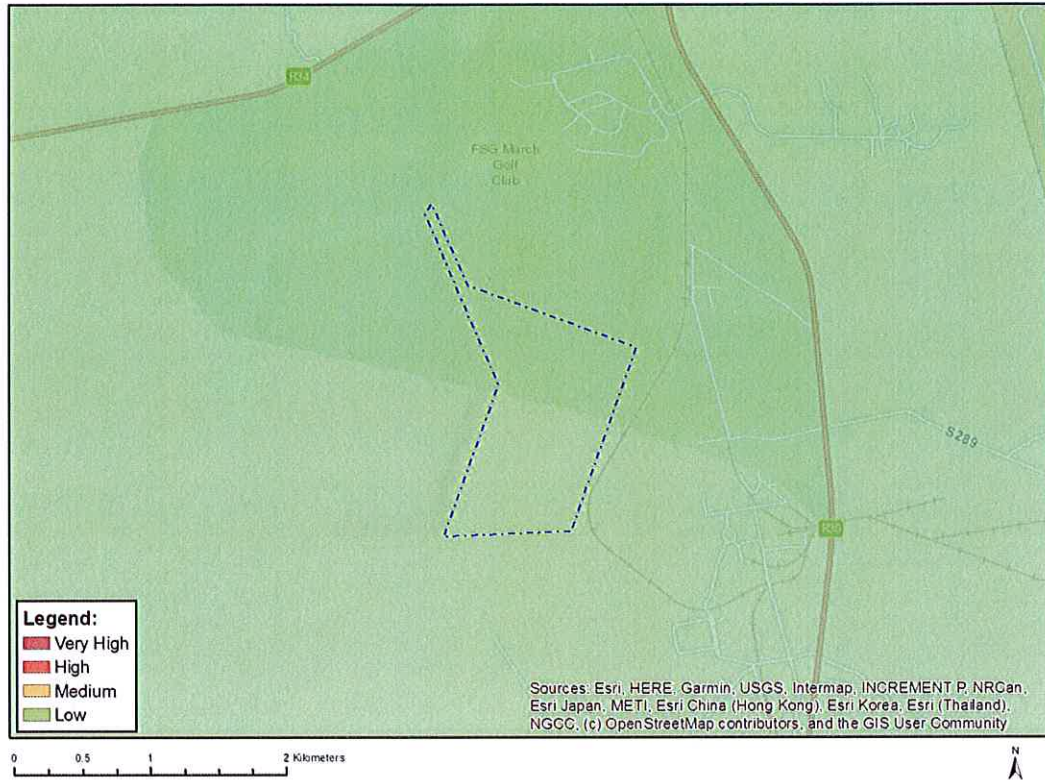 R34
FSG March
Golf
Club
S289
R30
Legend:
Very High
High
Medium
Low
Sources: Esri, HERE, Garmin, USGS, Intermap, INCREMENT P, NRCan,
Esri Japan, METI, Esri China (Hong Kong), Esri Korea, Esri (Thailand),
NGCC, (c) OpenStreetMap contributors, and the GIS User Community
0 0.5 1 2 Kilometers
N